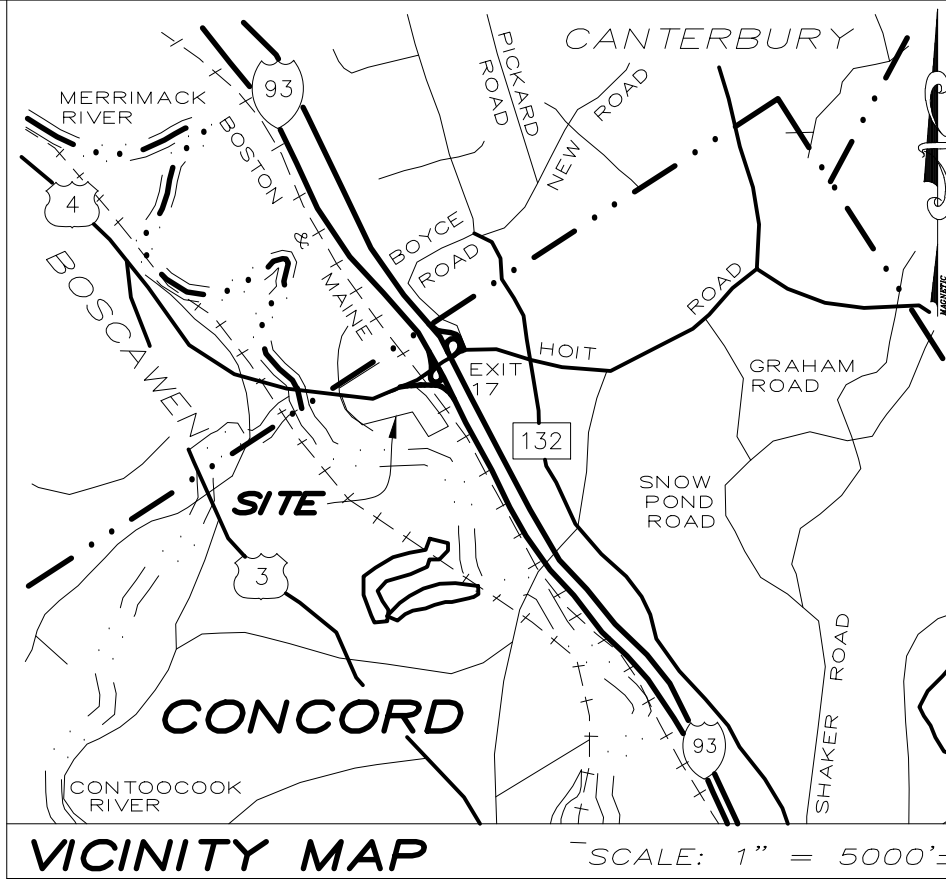 CANTERBURY
PICKARD
ROAD
93
MERRIMACK
RIVER
NEW
ROAD
BOSTON
&
MAINE
4
BOSCAWEN
BOYCE
ROAD
ROAD
HOIT
MAGNETIC
EXIT
17
GRAHAM
ROAD
132
SITE
SNOW
POND
ROAD
3
CONCORD
93
SHAKER ROAD
CONTOOCOOK
RIVER
VICINITY MAP
SCALE: 1" = 5000'±